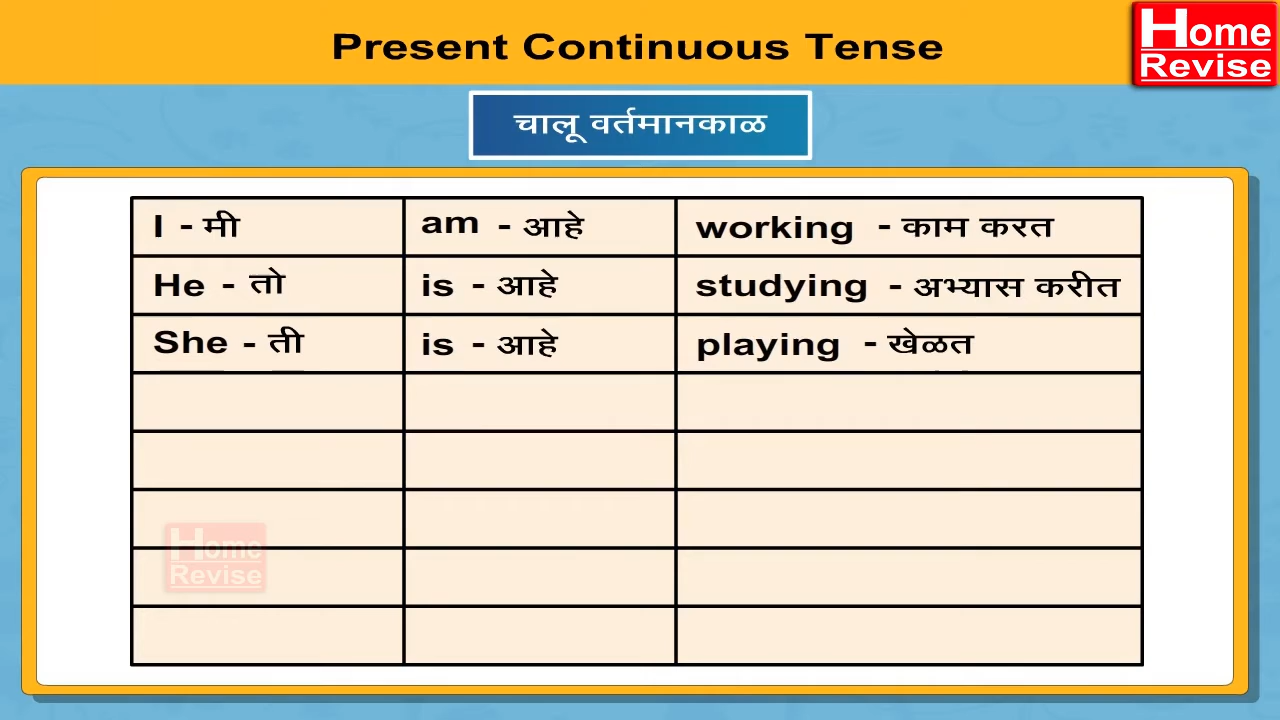 Present Continuous Tense
Home
Revise
चालू वर्तमानकाळ
I - मी am - आहे working - काम करत
He - तो is - आहे studying - अभ्यास करीत
She - ती is - आहे playing - खेळत
Home
Revise